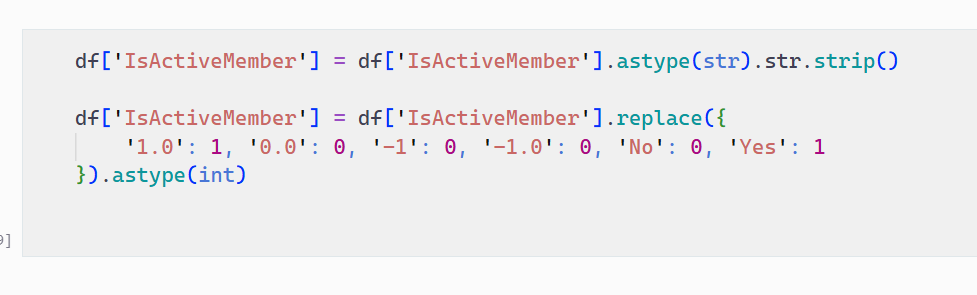 df['IsActiveMember'] = df['IsActiveMember'].astype(str).str.strip()
df['IsActiveMember'] = df['IsActiveMember'].replace({
'1.0': 1, '0.0': 0, '-1': 0, '-1.0': 0, 'No': 0, 'Yes': 1
}).astype(int)
9]